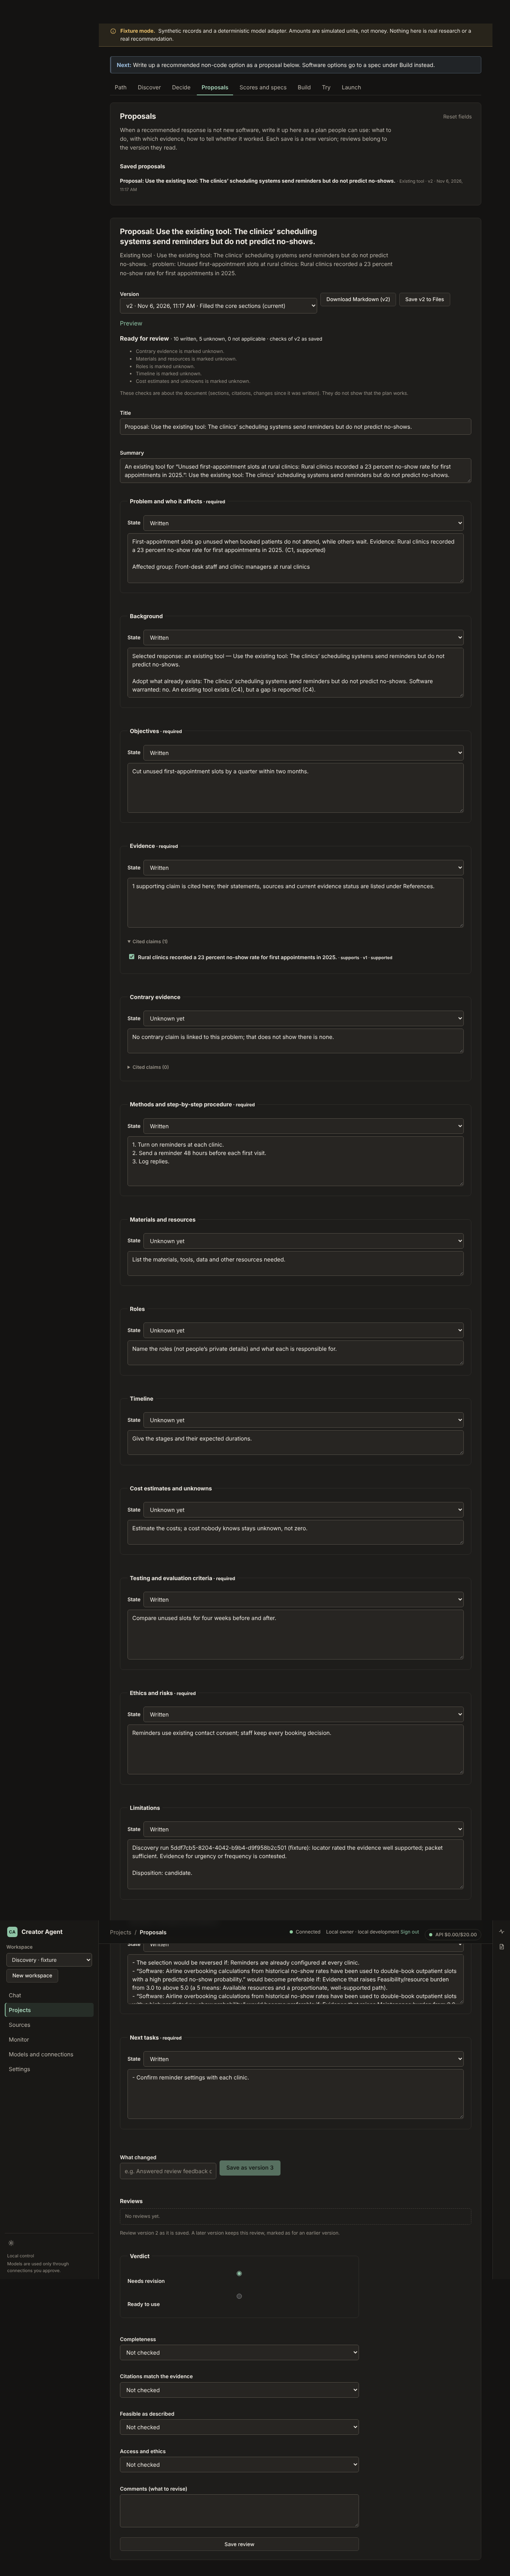 Fixture mode. Synthetic records and a deterministic model adapter. Amounts are simulated units, not money. Nothing here is real research or a
real recommendation.
Next: Write up a recommended non-code option as a proposal below. Software options go to a spec under Build instead.
Path Discover Decide Proposals Scores and specs Build Try Launch
Proposals
Reset fields
When a recommended response is not new software, write it up here as a plan people can use: what to
do, with which evidence, how to tell whether it worked. Each save is a new version; reviews belong to
the version they read.
Saved proposals
Proposal: Use the existing tool: The clinics' scheduling systems send reminders but do not predict no-shows. · Existing tool · v2 · Nov 6, 2026,
11:17 AM
Proposal: Use the existing tool: The clinics'
scheduling
systems send reminders but do not predict no-shows.
Existing tool · Use the existing tool: The clinics' scheduling systems send reminders but do not predict
no-shows. · problem: Unused first-appointment slots at rural clinics: Rural clinics recorded a 23 percent
no-show rate for first appointments in 2025.
Version
v2 · Nov 6, 2026, 11:17 AM · Filled the core sections (current)
Download Markdown (v2)
Save v2 to Files
Preview
Ready for review · 10 written, 5 unknown, 0 not applicable · checks of v2 as saved
• Contrary evidence is marked unknown.
• Materials and resources is marked unknown.
• Roles is marked unknown.
• Timeline is marked unknown.
• Cost estimates and unknowns is marked unknown.
These checks are about the document (sections, citations, changes since it was written). They do not show that the plan works.
Title
Proposal: Use the existing tool: The clinics' scheduling systems send reminders but do not predict no-shows.
Summary
An existing tool for "Unused first-appointment slots at rural clinics: Rural clinics recorded a 23 percent no-show rate for first
appointments in 2025.": Use the existing tool: The clinics' scheduling systems send reminders but do not predict no-shows.
Problem and who it affects · required
State Written
First-appointment slots go unused when booked patients do not attend, while others wait. Evidence: Rural clinics recorded
a 23 percent no-show rate for first appointments in 2025. (C1, supported)
Affected group: Front-desk staff and clinic managers at rural clinics
Background
State Written
Selected response: an existing tool — Use the existing tool: The clinics' scheduling systems send reminders but do not
predict no-shows.
Adopt what already exists: The clinics' scheduling systems send reminders but do not predict no-shows. Software
warranted: no. An existing tool exists (C4), but a gap is reported (C4).
Objectives · required
State Written
Cut unused first-appointment slots by a quarter within two months.
Evidence · required
State Written
1 supporting claim is cited here; their statements, sources and current evidence status are listed under References.
▼ Cited claims (1)
Rural clinics recorded a 23 percent no-show rate for first appointments in 2025. · supports · v1 · supported
Contrary evidence
State Unknown yet
No contrary claim is linked to this problem; that does not show there is none.
▶ Cited claims (0)
Methods and step-by-step procedure · required
State Written
1. Turn on reminders at each clinic.
2. Send a reminder 48 hours before each first visit.
3. Log replies.
Materials and resources
State Unknown yet
List the materials, tools, data and other resources needed.
Roles
State Unknown yet
Name the roles (not people's private details) and what each is responsible for.
Timeline
State Unknown yet
Give the stages and their expected durations.
Cost estimates and unknowns
State Unknown yet
Estimate the costs; a cost nobody knows stays unknown, not zero.
Testing and evaluation criteria · required
State Written
Compare unused slots for four weeks before and after.
Ethics and risks · required
State Written
Reminders use existing contact consent; staff keep every booking decision.
Limitations
State Written
Discovery run 5ddf7cb5-8204-4042-b9b4-d9f958b2c501 (fixture): locator rated the evidence well supported; packet
sufficient. Evidence for urgency or frequency is contested.
Disposition: candidate.
CA Creator Agent
Workspace
Discovery · fixture
New workspace
Chat
Projects
Sources
Monitor
Models and connections
Settings
Local control
Models are used only through
connections you approve.
Projects / Proposals
Connected
Local owner · local development Sign out
API $0.00/$20.00
State Written
- The selection would be reversed if: Reminders are already configured at every clinic.
- "Software: Airline overbooking calculations from historical no-show rates have been used to double-book outpatient slots
with a high predicted no-show probability." would become preferable if: Evidence that raises Feasibility/resource burden
from 3.0 to above 5.0 (a 5 means: Available resources and a proportionate, well-supported path).
- "Software: Airline overbooking calculations from historical no-show rates have been used to double-book outpatient slots
Next tasks · required
State Written
- Confirm reminder settings with each clinic.
What changed
e.g. Answered review feedback
Save as version 3
Reviews
No reviews yet.
Review version 2 as it is saved. A later version keeps this review, marked as for an earlier version.
Verdict
Needs revision
Ready to use
Completeness
Not checked
Citations match the evidence
Not checked
Feasible as described
Not checked
Access and ethics
Not checked
Comments (what to revise)
Save review